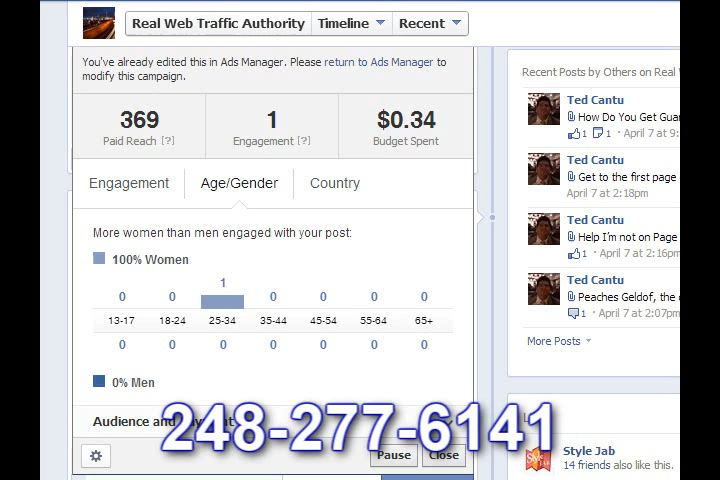 Real Web Traffic Authority
Timeline
Recent
You've already edited this in Ads Manager. Please return to Ads Manager to
modify this campaign.
369
Paid Reach [?]
1
Engagement [?]
$0.34
Budget Spent
Engagement
Age/Gender
Country
More women than men engaged with your post:
100% Women
0 0 1 0 0 0 0
13-17 18-24 25-34 35-44 45-54 55-64 65+
0 0 0 0 0 0 0
0% Men
Audience and
248-277-6141
Pause
Close
Recent Posts by Others on Real
Ted Cantu
How Do You Get
1 1 · April 7 at 9:
Ted Cantu
Get to the first page
April 7 at 2:18pm
Ted Cantu
Help I'm not on Page
1 · April 7 at 2:16pm
Ted Cantu
Peaches Geldof, the
1 · April 7 at 2:07pm
More Posts
Style Jab
14 friends also like this.